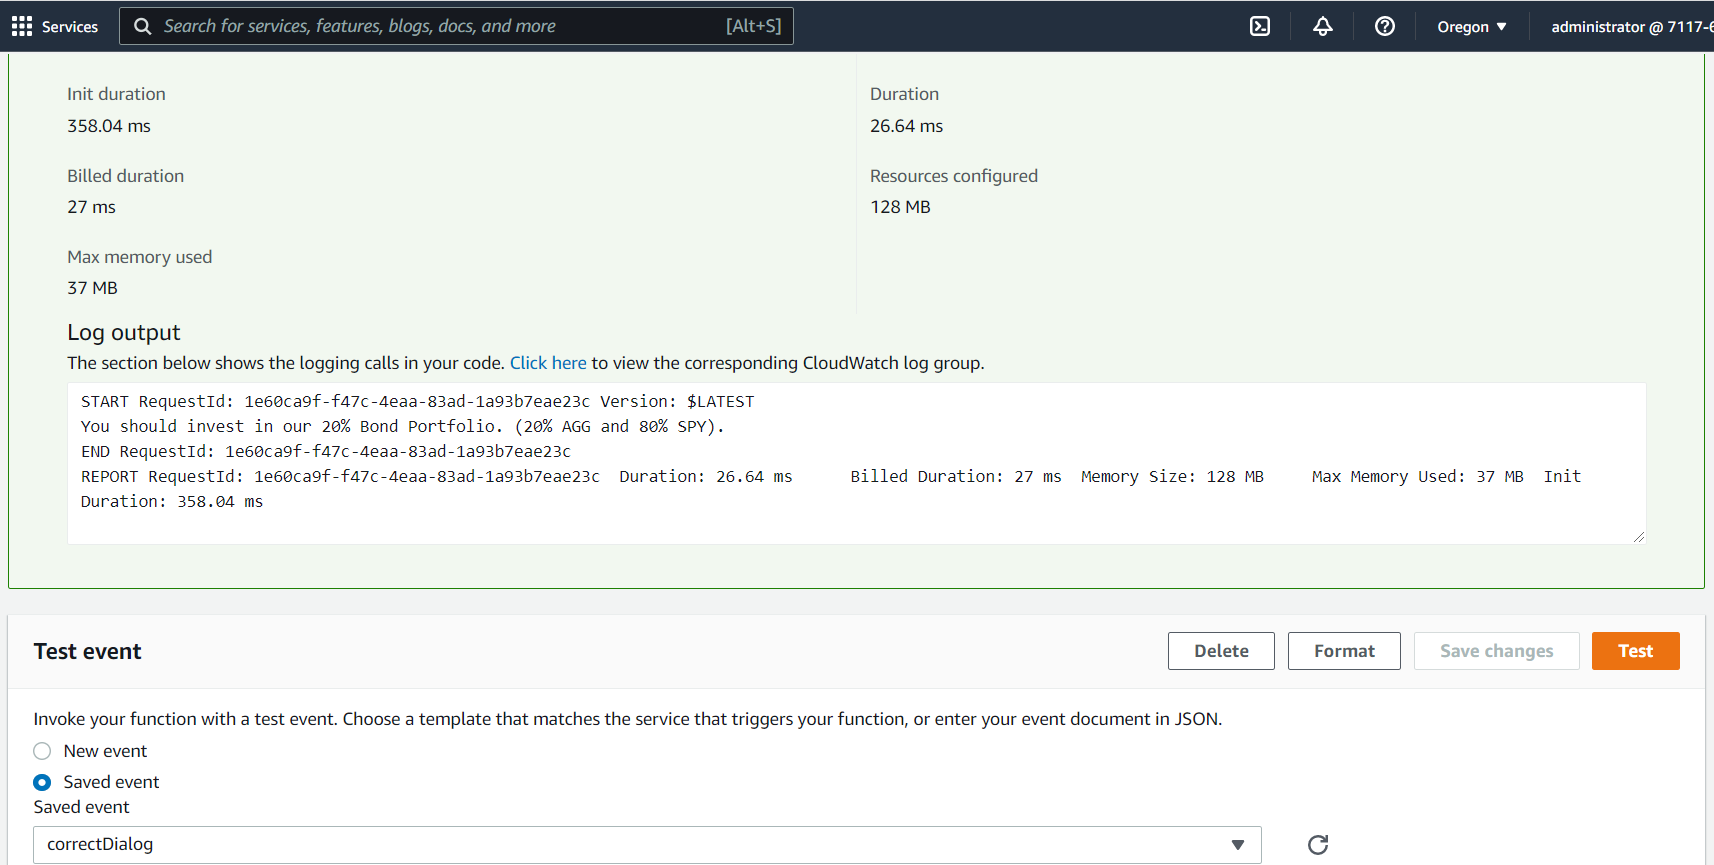 Services
Search for services, features, blogs, docs, and more [Alt+S]
Oregon
administrator @ 7117-6
Init duration
358.04 ms
Duration
26.64 ms
Billed duration
27 ms
Resources configured
128 MB
Max memory used
37 MB
Log output
The section below shows the logging calls in your code. Click here to view the corresponding CloudWatch log group.
START RequestId: 1e60ca9f-f47c-4eaa-83ad-1a93b7eae23c Version: $LATEST
You should invest in our 20% Bond Portfolio. (20% AGG and 80% SPY).
END RequestId: 1e60ca9f-f47c-4eaa-83ad-1a93b7eae23c
REPORT RequestId: 1e60ca9f-f47c-4eaa-83ad-1a93b7eae23c Duration: 26.64 ms Billed Duration: 27 ms Memory Size: 128 MB Max Memory Used: 37 MB Init
Duration: 358.04 ms
Test event
Delete
Format
Save changes
Test
Invoke your function with a test event. Choose a template that matches the service that triggers your function, or enter your event document in JSON.
New event
Saved event
Saved event
correctDialog